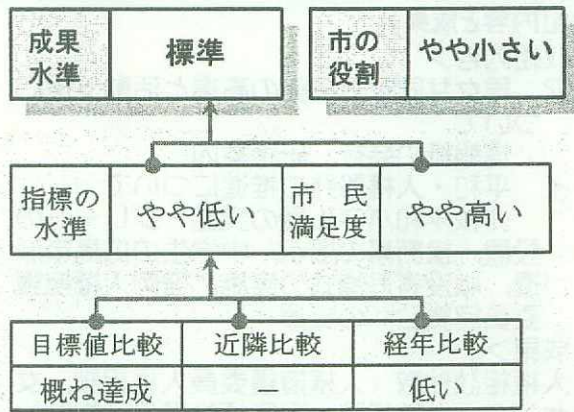 成果水準 標準 市の役割 やや小さい
指標の水準 やや低い 市民満足度 やや高い
目標値比較 近隣比較 経年比較
概ね達成 － 低い